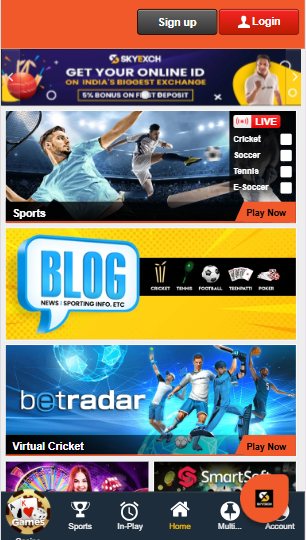 Sign up
Login
SKYEXCH
GET YOUR ONLINE ID
ON INDIA'S BIGGEST EXCHANGE
5% BONUS ON FIRST DEPOSIT
LIVE
Cricket
Soccer
Tennis
E-Soccer
Sports
Play Now
BLOG
NEWS | SPORTING INFO. ETC
CRICKET
TENNIS
FOOTBALL
TEENPATTI
POKER
betradar
Virtual Cricket
Play Now
SmartSoft
Games
Sports
In-Play
Home
Multi...
Account
SKYEXCH